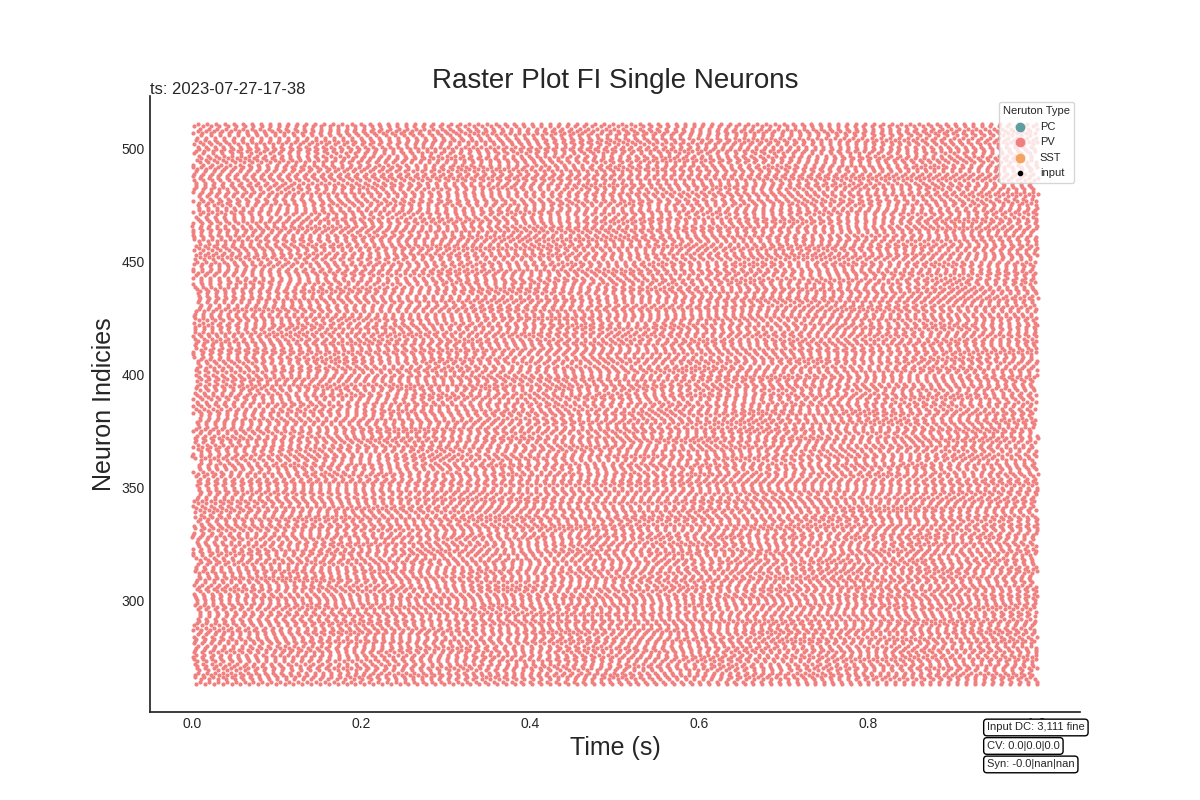 Raster Plot FI Single Neurons
ts: 2023-07-27-17-38
Neruton Type
PC
PV
SST
input
Neuron Indicies
500
450
400
350
300
0.0 0.2 0.4 0.6 0.8
Time (s)
Input DC: 3,111 fine
CV: 0.0|0.0|0.0
Syn: -0.0|nan|nan